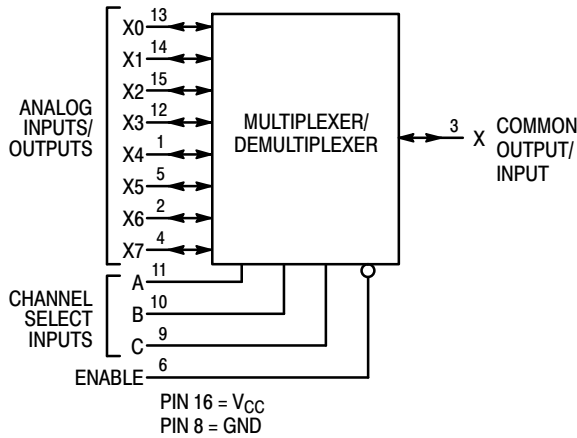 X0 13
X1 14
X2 15
X3 12
X4 1
X5 5
X6 2
X7 4
ANALOG
INPUTS/
OUTPUTS
MULTIPLEXER/
DEMULTIPLEXER
3 X
COMMON
OUTPUT/
INPUT
A 11
B 10
C 9
CHANNEL
SELECT
INPUTS
ENABLE 6
PIN 16 = VCC
PIN 8 = GND